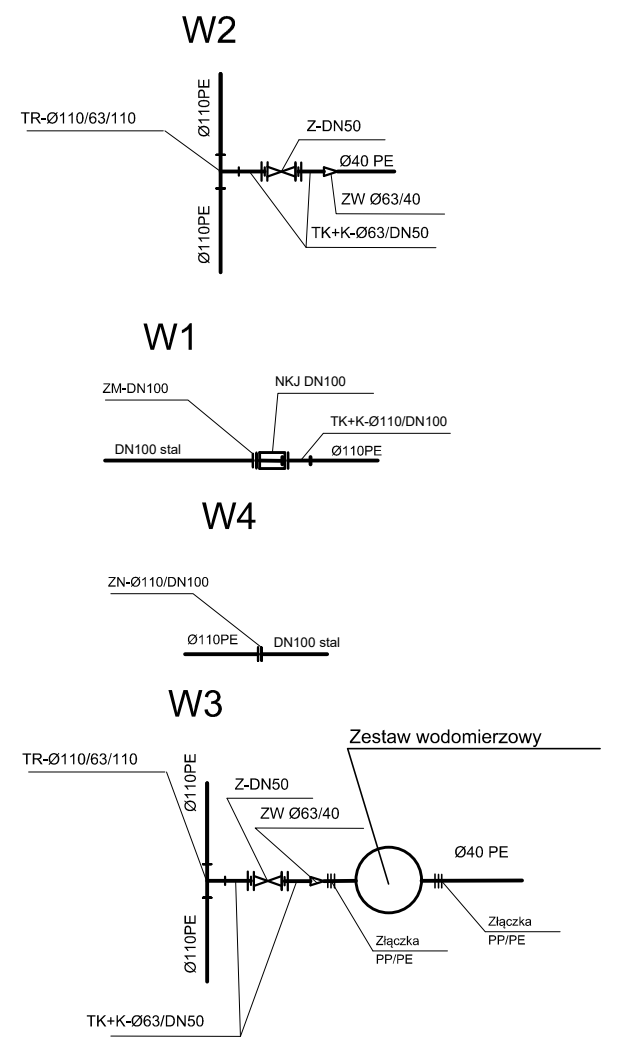 W2
TR-Ø110/63/110
Ø110PE
Z-DN50
Ø40 PE
ZW Ø63/40
Ø110PE
TK+K-Ø63/DN50
W1
ZM-DN100
NKJ DN100
TK+K-Ø110/DN100
DN100 stal
Ø110PE
W4
ZN-Ø110/DN100
Ø110PE
DN100 stal
W3
Zestaw wodomierzowy
TR-Ø110/63/110
Ø110PE
Z-DN50
ZW Ø63/40
Ø40 PE
Ø110PE
Złączka
PP/PE
Złączka
PP/PE
TK+K-Ø63/DN50